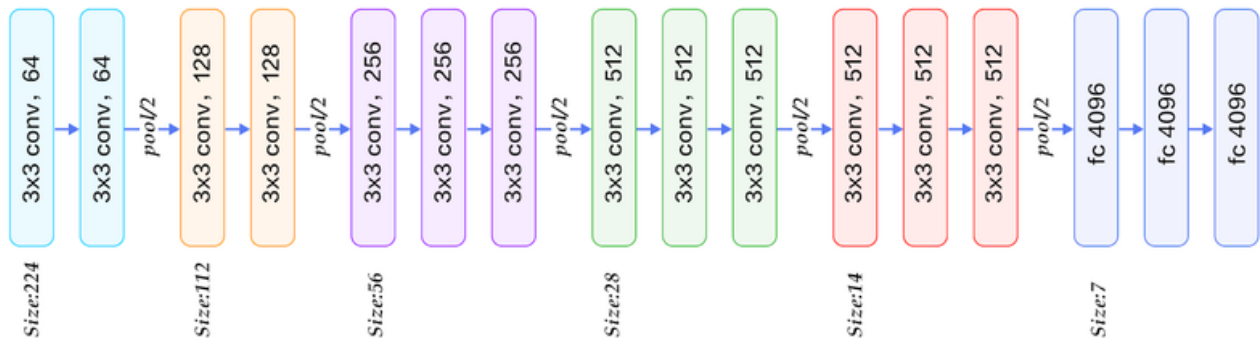 3x3 conv, 64
3x3 conv, 64
pool/2
3x3 conv, 128
3x3 conv, 128
pool/2
3x3 conv, 256
3x3 conv, 256
3x3 conv, 256
pool/2
3x3 conv, 512
3x3 conv, 512
3x3 conv, 512
pool/2
3x3 conv, 512
3x3 conv, 512
3x3 conv, 512
pool/2
fc 4096
fc 4096
fc 4096
Size:224
Size:112
Size:56
Size:28
Size:14
Size:7